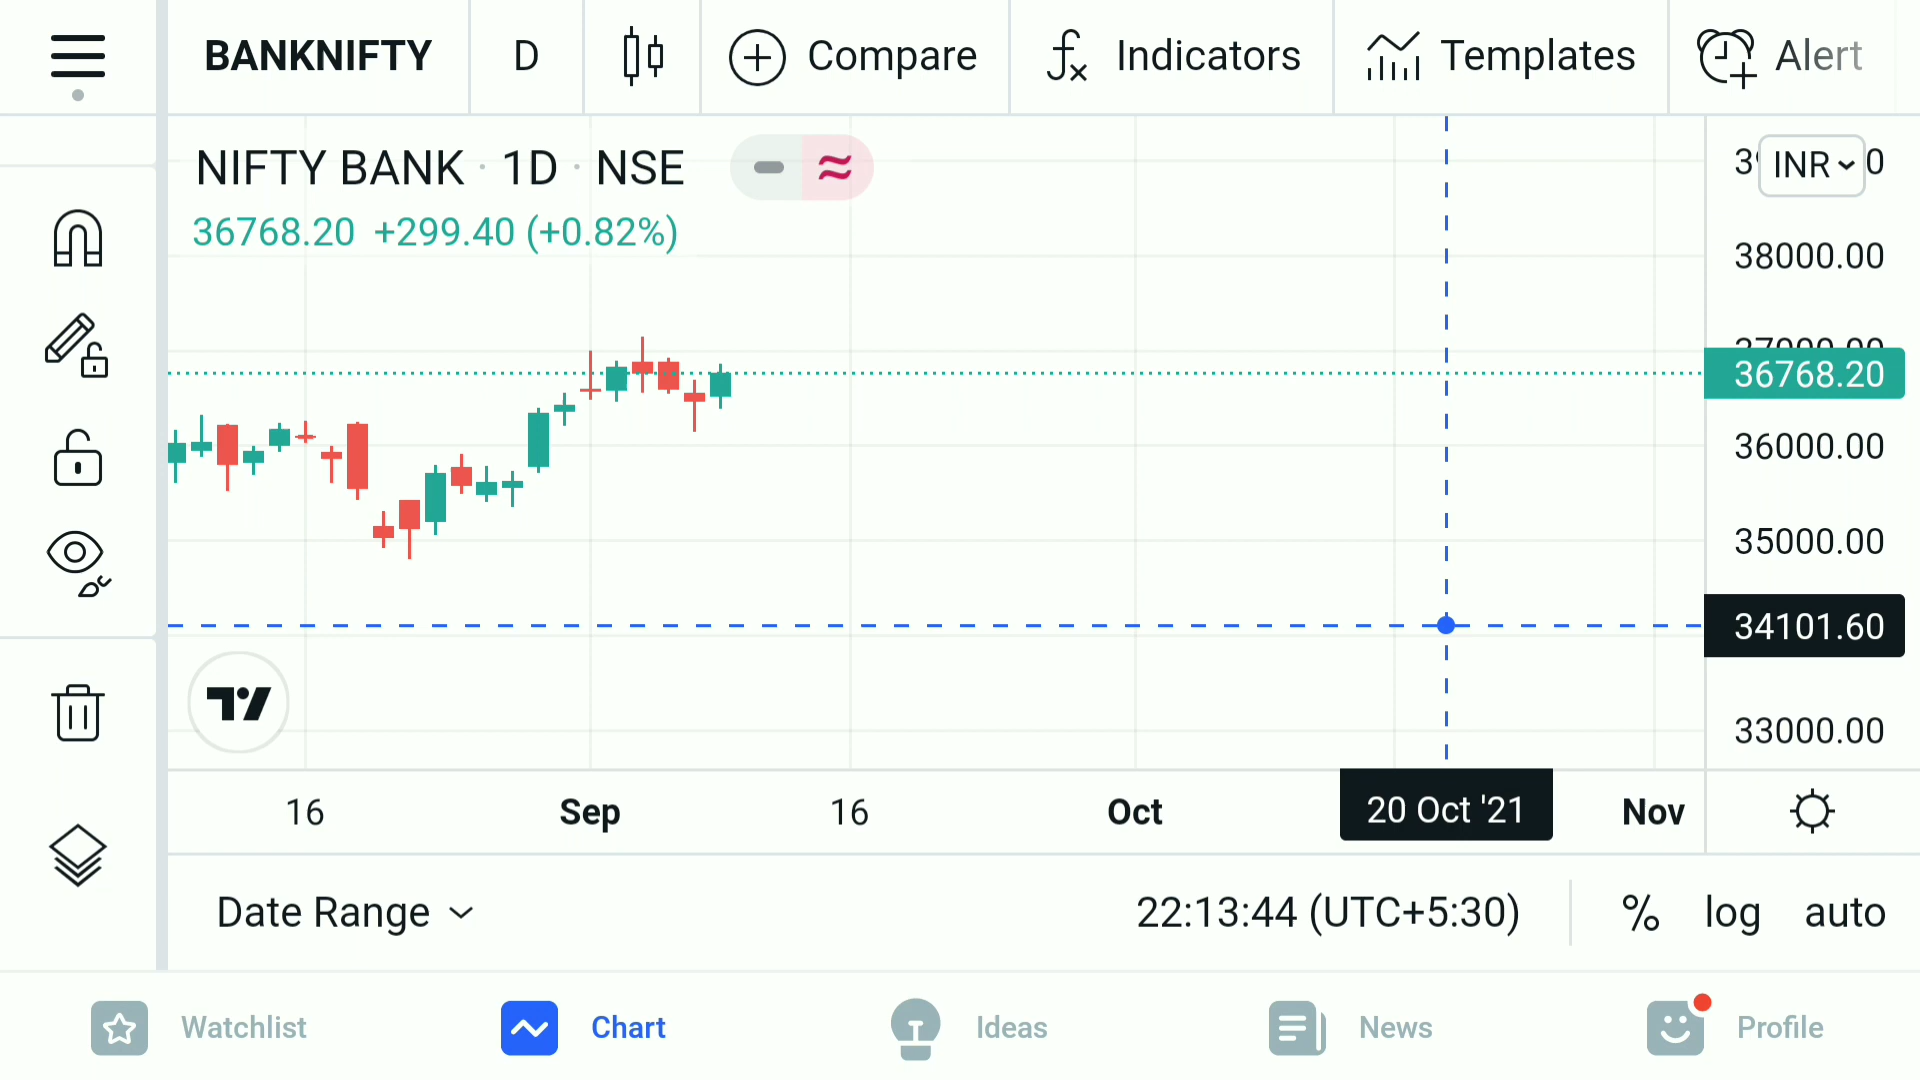 BANKNIFTY D Compare Indicators Templates Alert
NIFTY BANK · 1D · NSE
36768.20 +299.40 (+0.82%)
INR
38000.00
36768.20
36000.00
35000.00
34101.60
33000.00
16 Sep 16 Oct 20 Oct '21 Nov
Date Range 22:13:44 (UTC+5:30) % log auto
Watchlist Chart Ideas News Profile